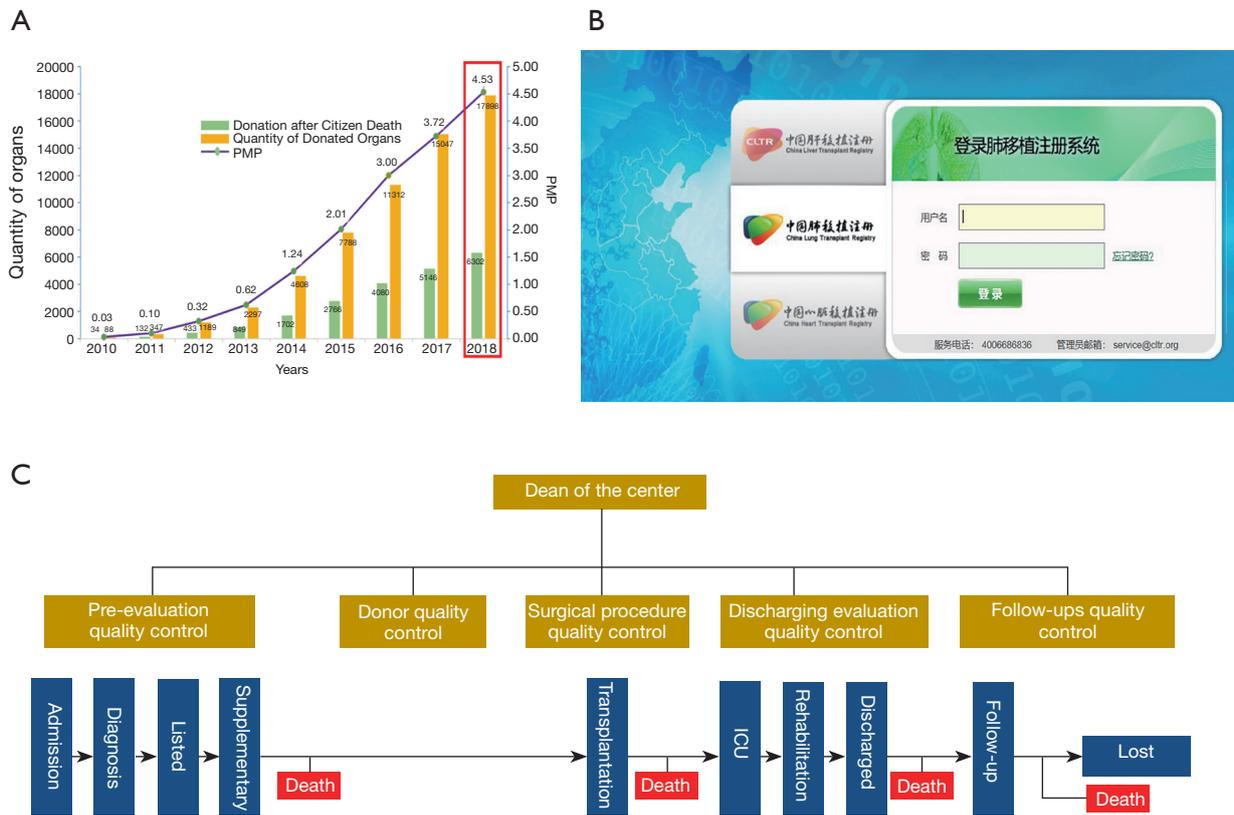 A
B
20000
18000
16000
14000
12000
10000
8000
6000
4000
2000
0
Quantity of organs
5.00
4.50
4.00
3.50
3.00
2.50
2.00
1.50
1.00
0.50
0.00
PMP
Donation after Citizen Death
Quantity of Donated Organs
PMP
0.03
0.10
0.32
0.62
1.24
2.01
3.00
3.72
4.53
34 88
132 347
433 1189
849 2297
1702 4608
2766 7788
4080 11312
5146 15047
6302 17898
2010 2011 2012 2013 2014 2015 2016 2017 2018
Years
CLTR 中国肝移植注册
China Liver Transplant Registry
中国肺移植注册
China Lung Transplant Registry
中国心脏移植注册
China Heart Transplant Registry
登录肺移植注册系统
用户名
密 码
忘记密码?
登录
服务电话: 4006686836 管理员邮箱: service@cltr.org
C
Dean of the center
Pre-evaluation
quality control
Donor quality
control
Surgical procedure
quality control
Discharging evaluation
quality control
Follow-ups quality
control
Admission
Diagnosis
Listed
Supplementary
Death
Transplantation
Death
ICU
Rehabilitation
Discharged
Death
Follow-up
Lost
Death